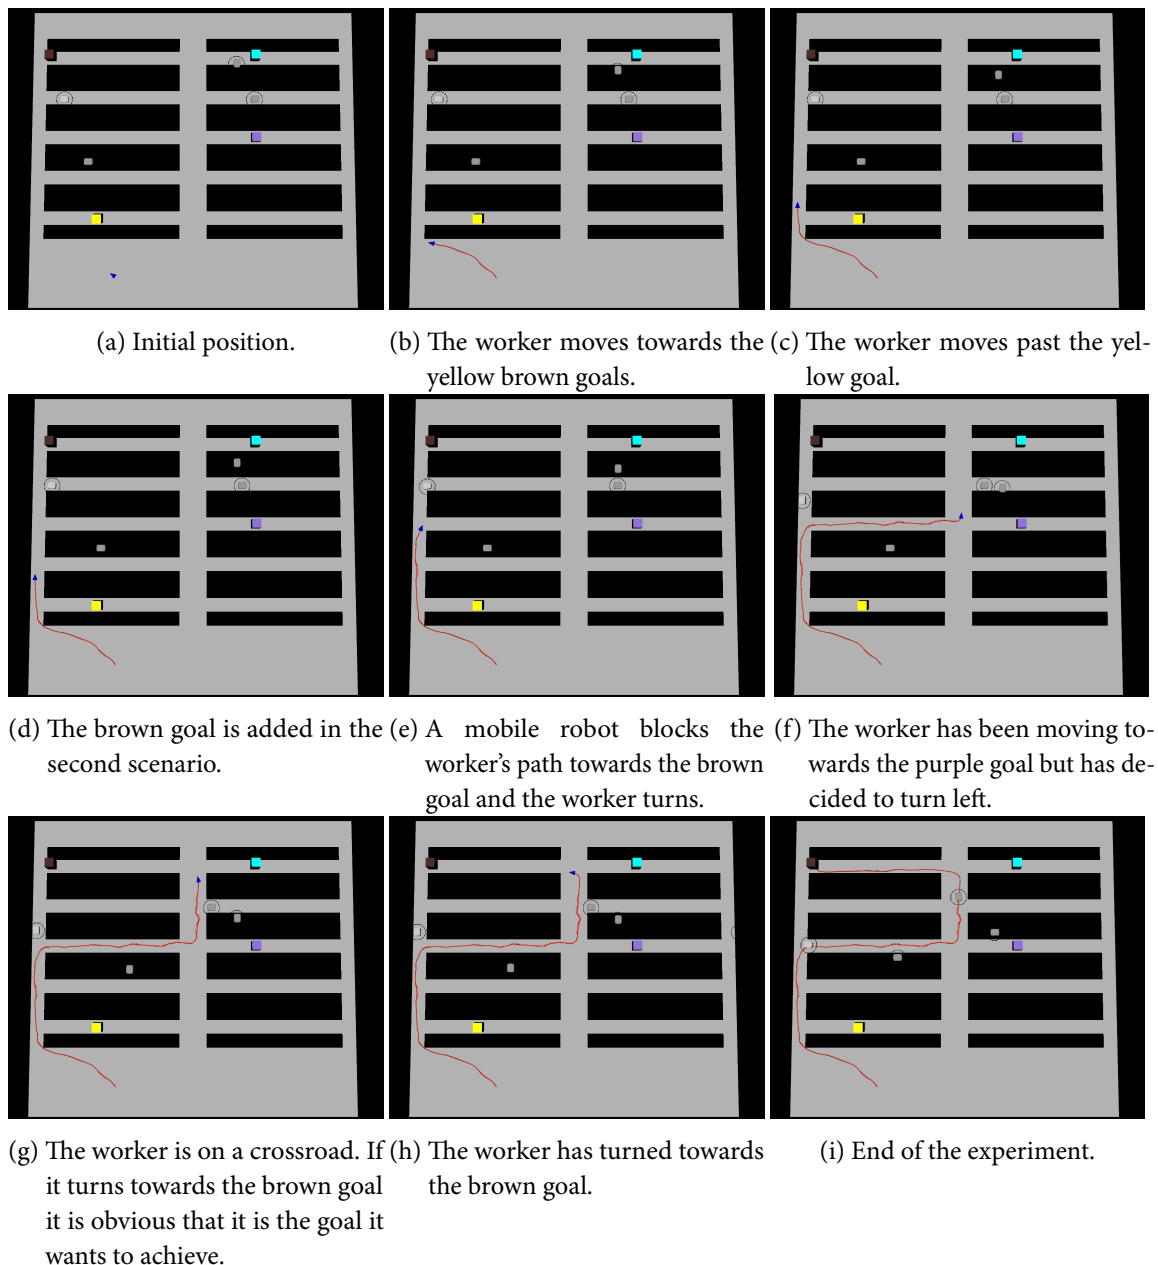 (a) Initial position.
(b) The worker moves towards the
yellow brown goals.
(c) The worker moves past the yel-
low goal.
(d) The brown goal is added in the
second scenario.
(e) A mobile robot blocks the
worker's path towards the brown
goal and the worker turns.
(f) The worker has been moving to-
wards the purple goal but has de-
cided to turn left.
(g) The worker is on a crossroad. If
it turns towards the brown goal
it is obvious that it is the goal it
wants to achieve.
(h) The worker has turned towards
the brown goal.
(i) End of the experiment.